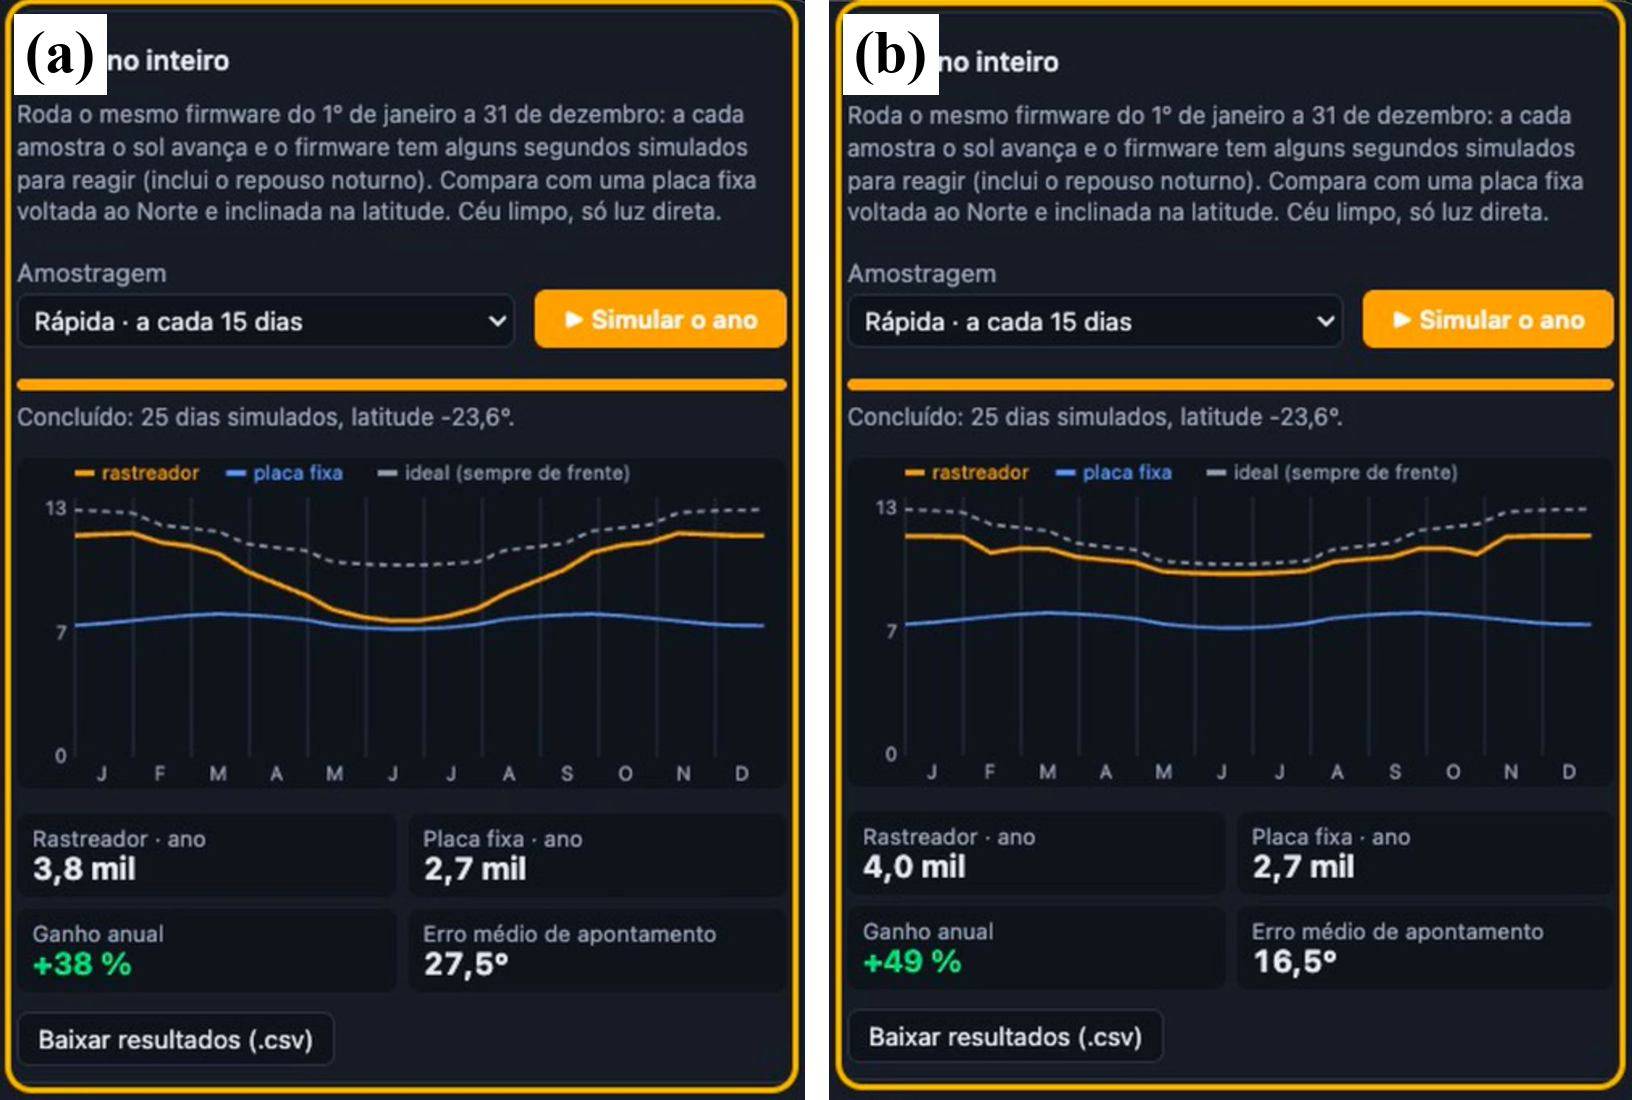 (a)
no inteiro
Roda o mesmo firmware do 1º de janeiro a 31 de dezembro: a cada
amostra o sol avança e o firmware tem alguns segundos simulados
para reagir (inclui o repouso noturno). Compara com uma placa fixa
voltada ao Norte e inclinada na latitude. Céu limpo, só luz direta.
Amostragem
Rápida · a cada 15 dias
▶ Simular o ano
Concluído: 25 dias simulados, latitude -23,6°.
rastreador placa fixa ideal (sempre de frente)
13
7
0
J F M A M J J A S O N D
Rastreador · ano
3,8 mil
Placa fixa · ano
2,7 mil
Ganho anual
+38 %
Erro médio de apontamento
27,5°
Baixar resultados (.csv)
(b)
no inteiro
Roda o mesmo firmware do 1º de janeiro a 31 de dezembro: a cada
amostra o sol avança e o firmware tem alguns segundos simulados
para reagir (inclui o repouso noturno). Compara com uma placa fixa
voltada ao Norte e inclinada na latitude. Céu limpo, só luz direta.
Amostragem
Rápida · a cada 15 dias
▶ Simular o ano
Concluído: 25 dias simulados, latitude -23,6°.
rastreador placa fixa ideal (sempre de frente)
13
7
0
J F M A M J J A S O N D
Rastreador · ano
4,0 mil
Placa fixa · ano
2,7 mil
Ganho anual
+49 %
Erro médio de apontamento
16,5°
Baixar resultados (.csv)